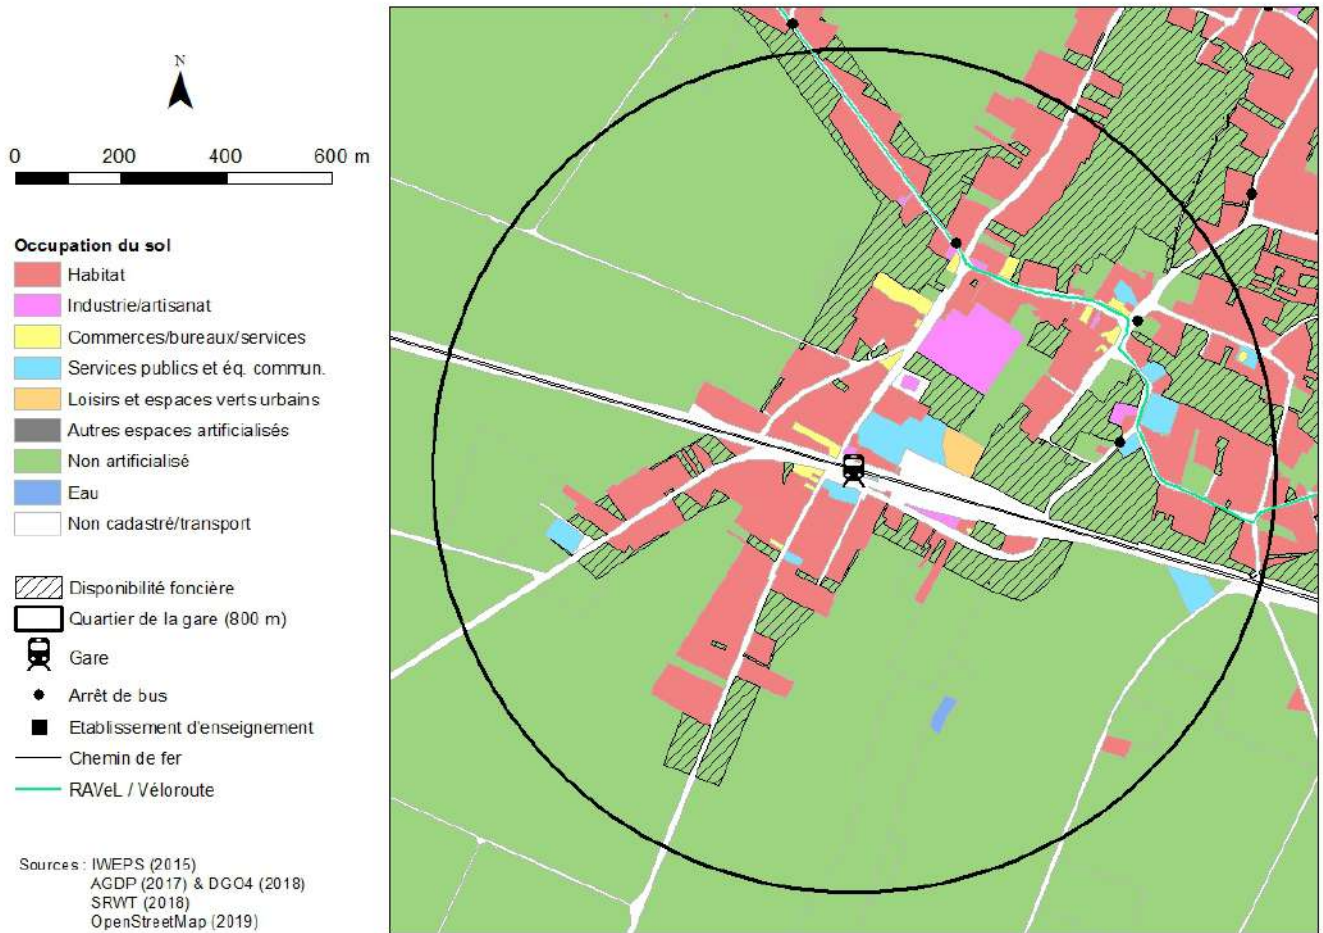 N
0 200 400 600 m
Occupation du sol
Habitat
Industrie/artisanat
Commerces/bureaux/services
Services publics et éq. commun.
Loisirs et espaces verts urbains
Autres espaces artificialisés
Non artificialisé
Eau
Non cadastré/transport
Disponibilité foncière
Quartier de la gare (800 m)
Gare
Arrêt de bus
Etablissement d'enseignement
Chemin de fer
RAVeL / Véloroute
Sources : IWEPS (2015)
AGDP (2017) & DGO4 (2018)
SRWT (2018)
OpenStreetMap (2019)